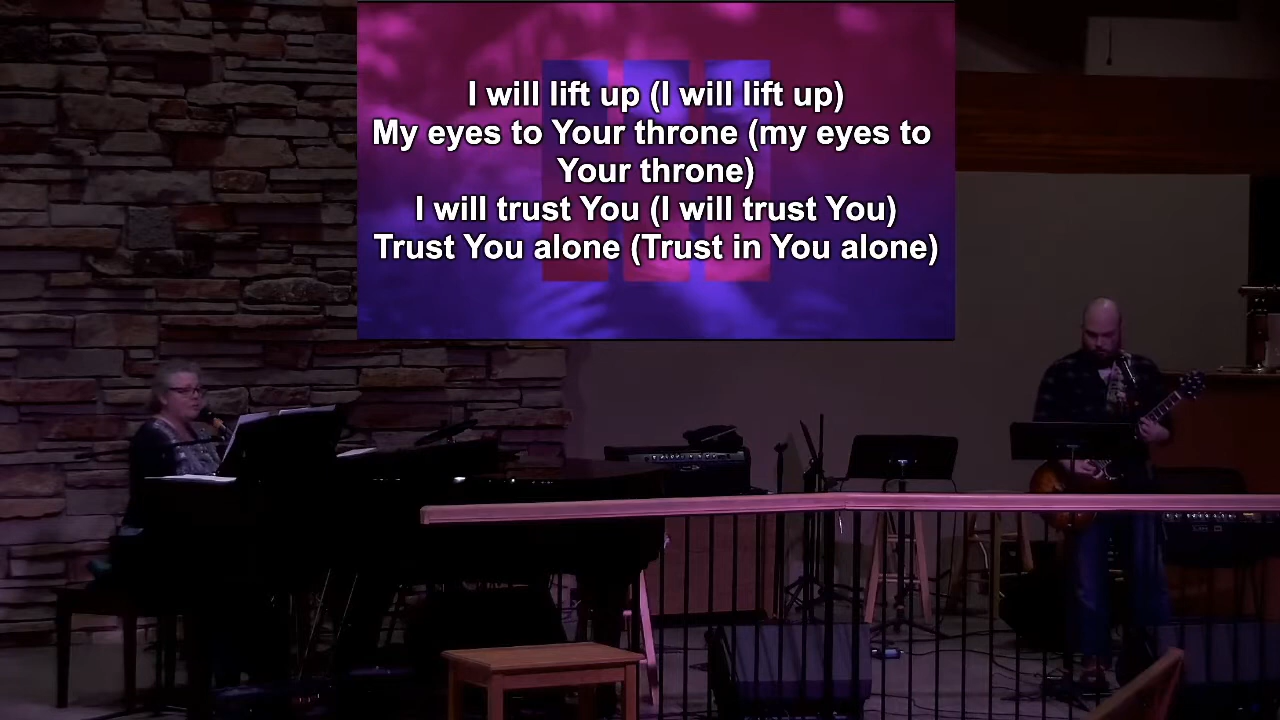 I will lift up (I will lift up)
My eyes to Your throne (my eyes to
Your throne)
I will trust You (I will trust You)
Trust You alone (Trust in You alone)